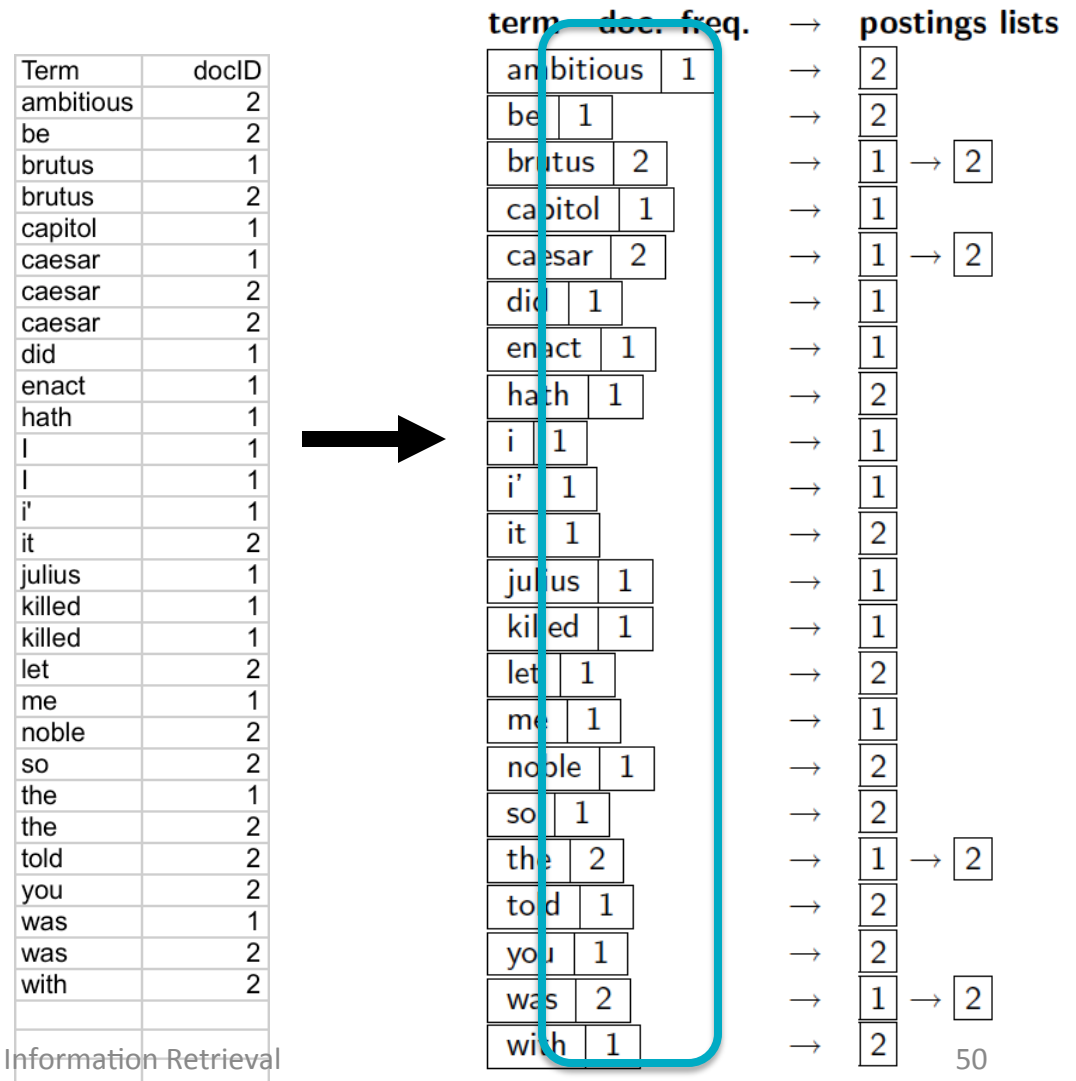 Term docID
ambitious 2
be 2
brutus 1
brutus 2
capitol 1
caesar 1
caesar 2
caesar 2
did 1
enact 1
hath 1
I 1
I 1
i' 1
it 2
julius 1
killed 1
killed 1
let 2
me 1
noble 2
so 2
the 1
the 2
told 2
you 2
was 1
was 2
with 2
term doc. freq. → postings lists
ambitious 1 → 2
be 1 → 2
brutus 2 → 1 → 2
capitol 1 → 1
caesar 2 → 1 → 2
did 1 → 1
enact 1 → 1
hath 1 → 2
i 1 → 1
i' 1 → 1
it 1 → 2
julius 1 → 1
killed 1 → 1
let 1 → 2
me 1 → 1
noble 1 → 2
so 1 → 2
the 2 → 1 → 2
told 1 → 2
you 1 → 2
was 2 → 1 → 2
with 1 → 2
Information Retrieval
50